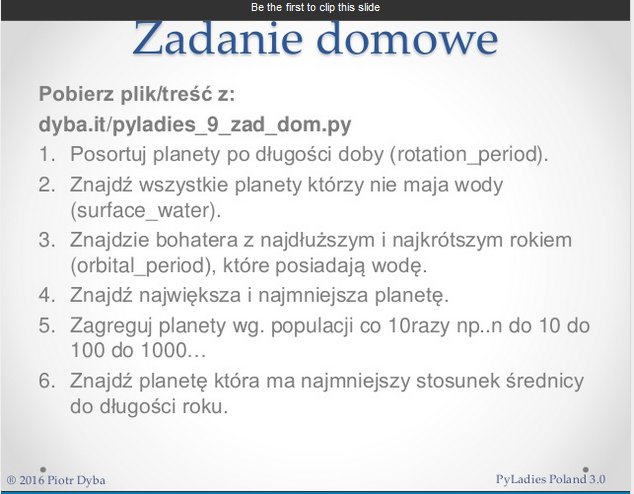 Be the first to clip this slide
Zadanie domowe
Pobierz plik/treść z:
dyba.it/pyladies_9_zad_dom.py
1. Posortuj planety po długości doby (rotation_period).
2. Znajdź wszystkie planety którzy nie maja wody
(surface_water).
3. Znajdzie bohatera z najdłuższym i najkrótszym rokiem
(orbital_period), które posiadają wodę.
4. Znajdź największa i najmniejsza planetę.
5. Zagreguj planety wg. populacji co 10razy np..n do 10 do
100 do 1000…
6. Znajdź planetę która ma najmniejszy stosunek średnicy
do długości roku.
® 2016 Piotr Dyba
PyLadies Poland 3.0